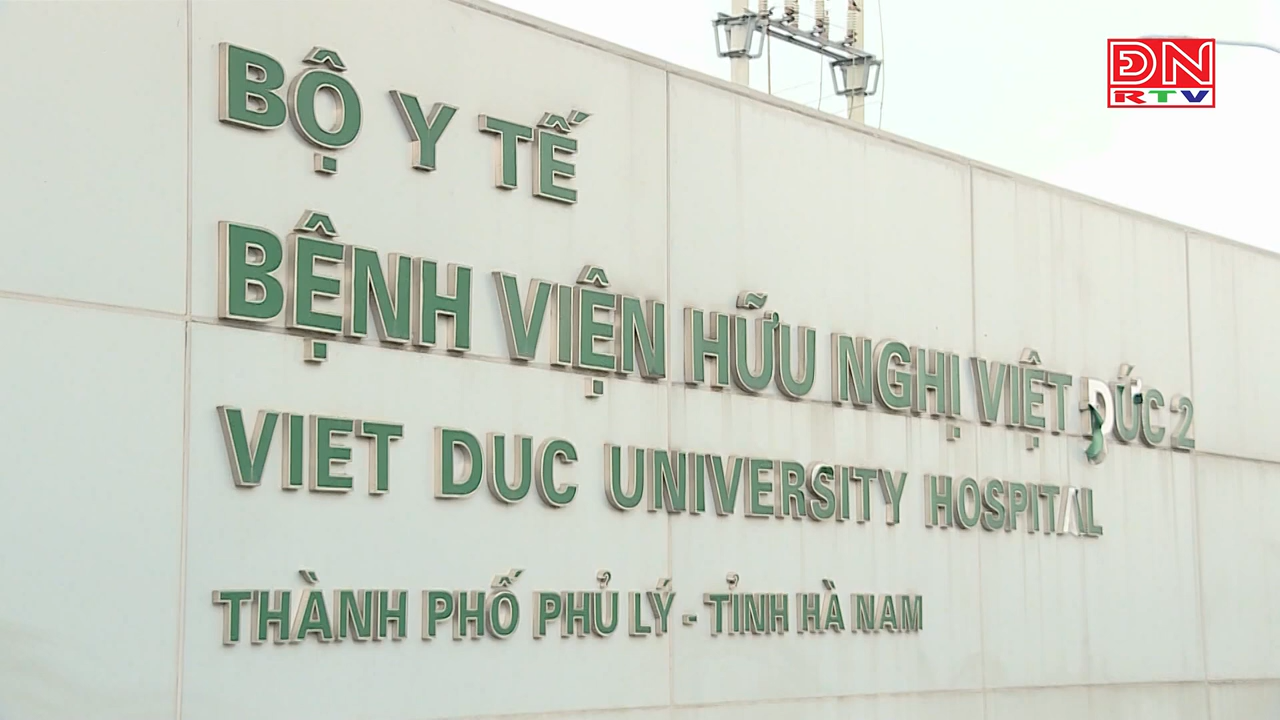 ĐN
RTV
BỘ Y TẾ
BỆNH VIỆN HỮU NGHỊ VIỆT ĐỨC 2
VIET DUC UNIVERSITY HOSPITAL
THÀNH PHỐ PHỦ LÝ - TỈNH HÀ NAM